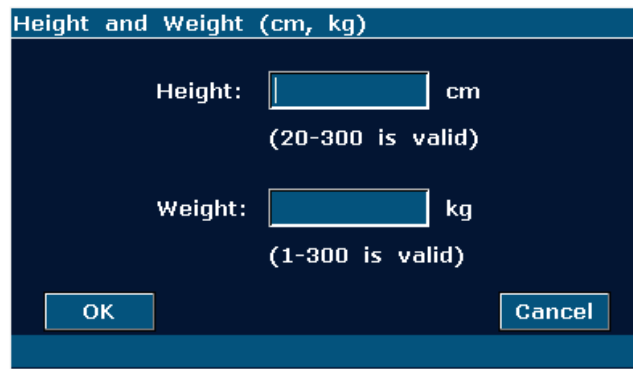 Height and Weight (cm, kg)
Height: cm
(20-300 is valid)
Weight: kg
(1-300 is valid)
OK Cancel